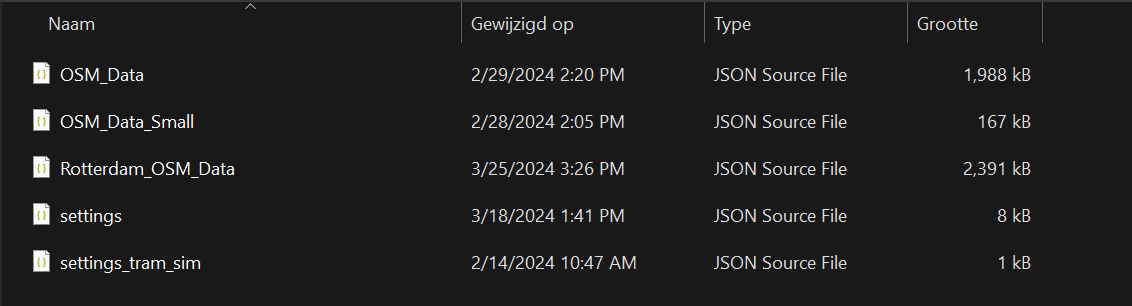 Naam Gewijzigd op Type Grootte
OSM_Data 2/29/2024 2:20 PM JSON Source File 1,988 kB
OSM_Data_Small 2/28/2024 2:05 PM JSON Source File 167 kB
Rotterdam_OSM_Data 3/25/2024 3:26 PM JSON Source File 2,391 kB
settings 3/18/2024 1:41 PM JSON Source File 8 kB
settings_tram_sim 2/14/2024 10:47 AM JSON Source File 1 kB